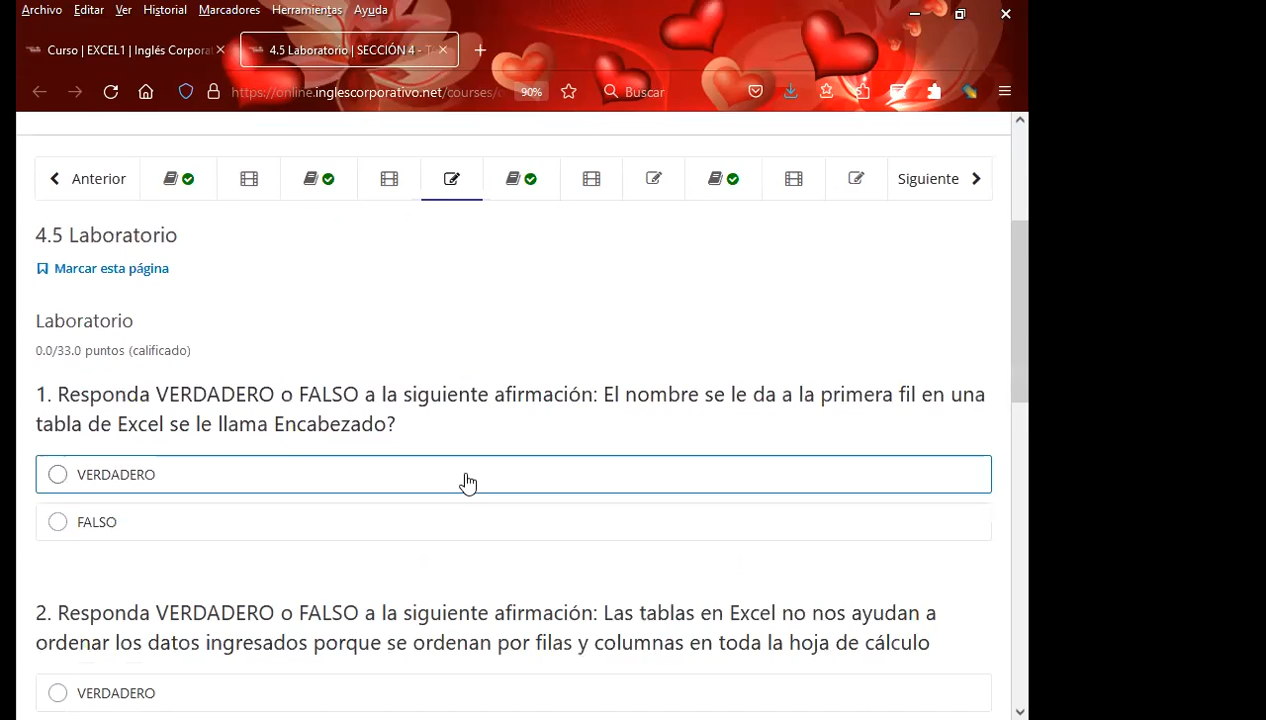 Archivo Editar Ver Historial Marcadores Herramientas Ayuda
Curso | EXCEL1 | Inglés Corpora
4.5 Laboratorio | SECCIÓN 4 - T
https://online.inglescorporativo.net/courses/
90%
Buscar
Anterior
Siguiente
4.5 Laboratorio
Marcar esta página
Laboratorio
0.0/33.0 puntos (calificado)
1. Responda VERDADERO o FALSO a la siguiente afirmación: El nombre se le da a la primera fil en una
tabla de Excel se le llama Encabezado?
VERDADERO
FALSO
2. Responda VERDADERO o FALSO a la siguiente afirmación: Las tablas en Excel no nos ayudan a
ordenar los datos ingresados porque se ordenan por filas y columnas en toda la hoja de cálculo
VERDADERO